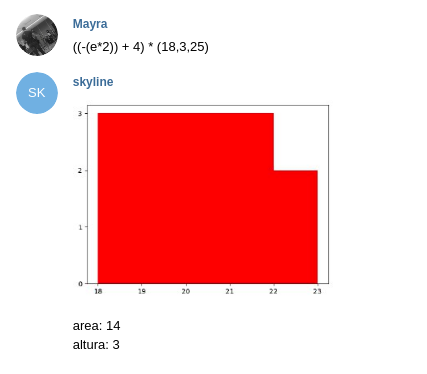 Mayra
((-(e*2)) + 4) * (18,3,25)
SK
skyline
3
2
1
0
18 19 20 21 22 23
area: 14
altura: 3